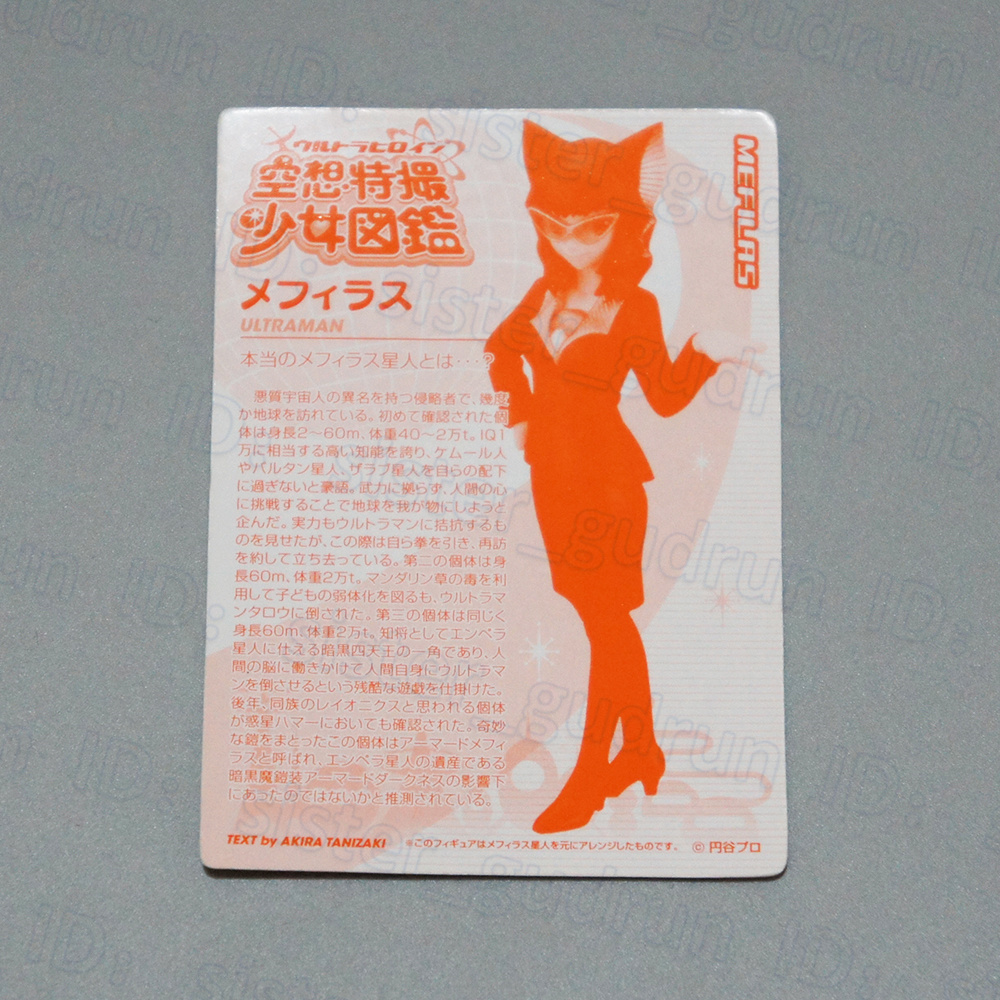 ウルトラヒロイン
空想特撮
少女図鑑
メフィラス
ULTRAMAN
MEFILAS
本当のメフィラス星人とは・・・?
悪質宇宙人の異名を持つ侵略者で、幾度
か地球を訪れている。初めて確認された個
体は身長2〜60m、体重40〜2万t。IQ1
万に相当する高い知能を誇り、ケムール人
やバルタン星人、ザラブ星人を自らの配下
に過ぎないと豪語。武力に拠らず、人間の心
に挑戦することで地球を我が物にしようと
企んだ。実力もウルトラマンに拮抗するも
のを見せたが、この際は自ら拳を引き、再訪
を約して立ち去っている。第二の個体は身
長60m、体重2万t。マンダリン草の毒を利
用して子どもの弱体化を図るも、ウルトラマ
ンタロウに倒された。第三の個体は同じく
身長60m、体重2万t。知将としてエンペラ
星人に仕える暗黒四天王の一角であり、人
間の脳に働きかけて人間自身にウルトラマ
ンを倒させるという残酷な遊戯を仕掛けた。
後年、同族のレイオニクスと思われる個体
が惑星ハマーにおいても確認された。奇妙
な鎧をまとったこの個体はアーマードメフィ
ラスと呼ばれ、エンペラ星人の遺産である
暗黒魔鎧装アーマードダークネスの影響下
にあったのではないかと推測されている。
TEXT by AKIRA TANIZAKI
※このフィギュアはメフィラス星人を元にアレンジしたものです。
© 円谷プロ
ID: sister_gudrun